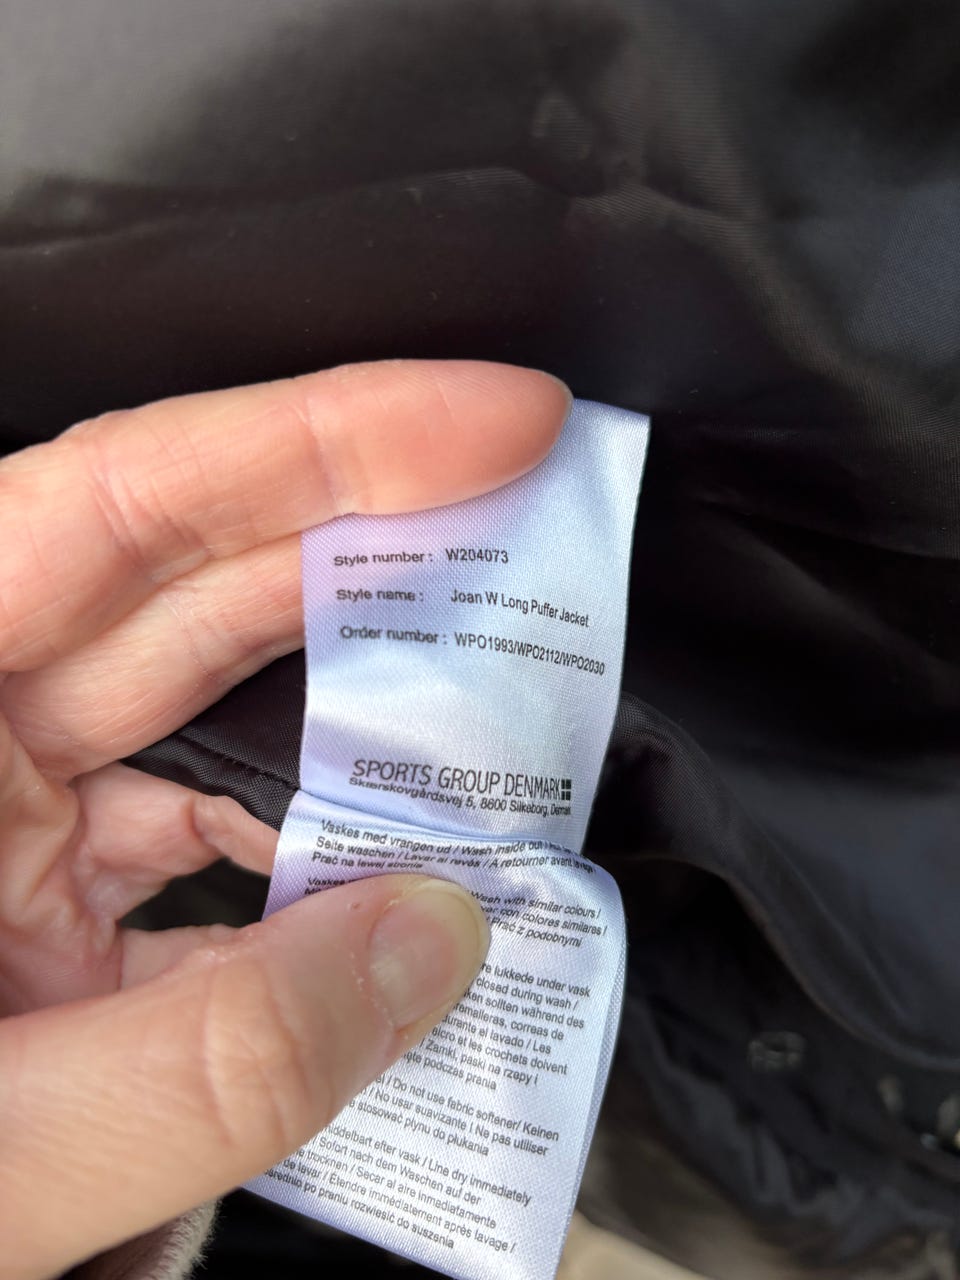 Style number : W204073
Style name : Joan W Long Puffer Jacket
Order number : WPO1993/WPO2112/WPO2030
SPORTS GROUP DENMARK
Skærskovgårdsvej 5, 8600 Silkeborg, Denmark
Vaskes med vrangen ud / Wash inside out /
Seite waschen / Lavar al revés / A retourner avant
Prać na lewej stronie
Vaskes Wash with similar colours /
con colores similares /
Prać z podobnymi
lukkede under vask
closed during wash /
sollten während des
correas de
durante el lavado / Les
et les crochets doivent
/ Zamki, paski na rzepy i
podczas prania
/ Do not use fabric softener/ Keinen
/ No usar suavizante / Ne pas utiliser
stosować płynu do płukania
efter vask / Line dry immediately
Sofort nach dem Waschen auf der
trocknen / Secar al aire inmediatamente
de lavar / Étendre immédiatement après lavage /
po praniu rozwiesić do suszenia